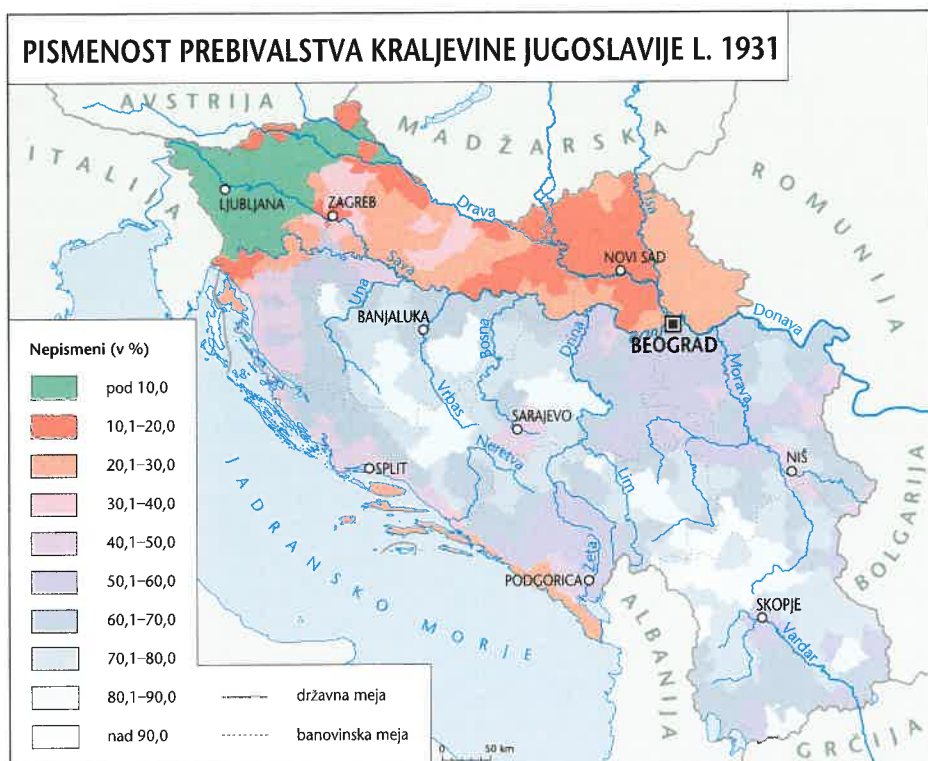 PISMENOST PREBIVALSTVA KRALJEVINE JUGOSLAVIJE L. 1931
AVSTRIJA
MADŽARSKA
ITALIJA
ROMUNIJA
LJUBLJANA
ZAGREB
Drava
Tisa
NOVI SAD
Sava
Una
BANJALUKA
Bosna
Drina
BEOGRAD
Donava
Vrbas
Morava
SARAJEVO
Neretva
Lim
NIŠ
SPLIT
JADRANSKO MORJE
PODGORICA
Zeta
ALBANIJA
SKOPJE
Vardar
BOLGARIJA
GRČIJA
Nepismeni (v %)
pod 10,0
10,1–20,0
20,1–30,0
30,1–40,0
40,1–50,0
50,1–60,0
60,1–70,0
70,1–80,0
80,1–90,0
nad 90,0
državna meja
banovinska meja
0 50 km